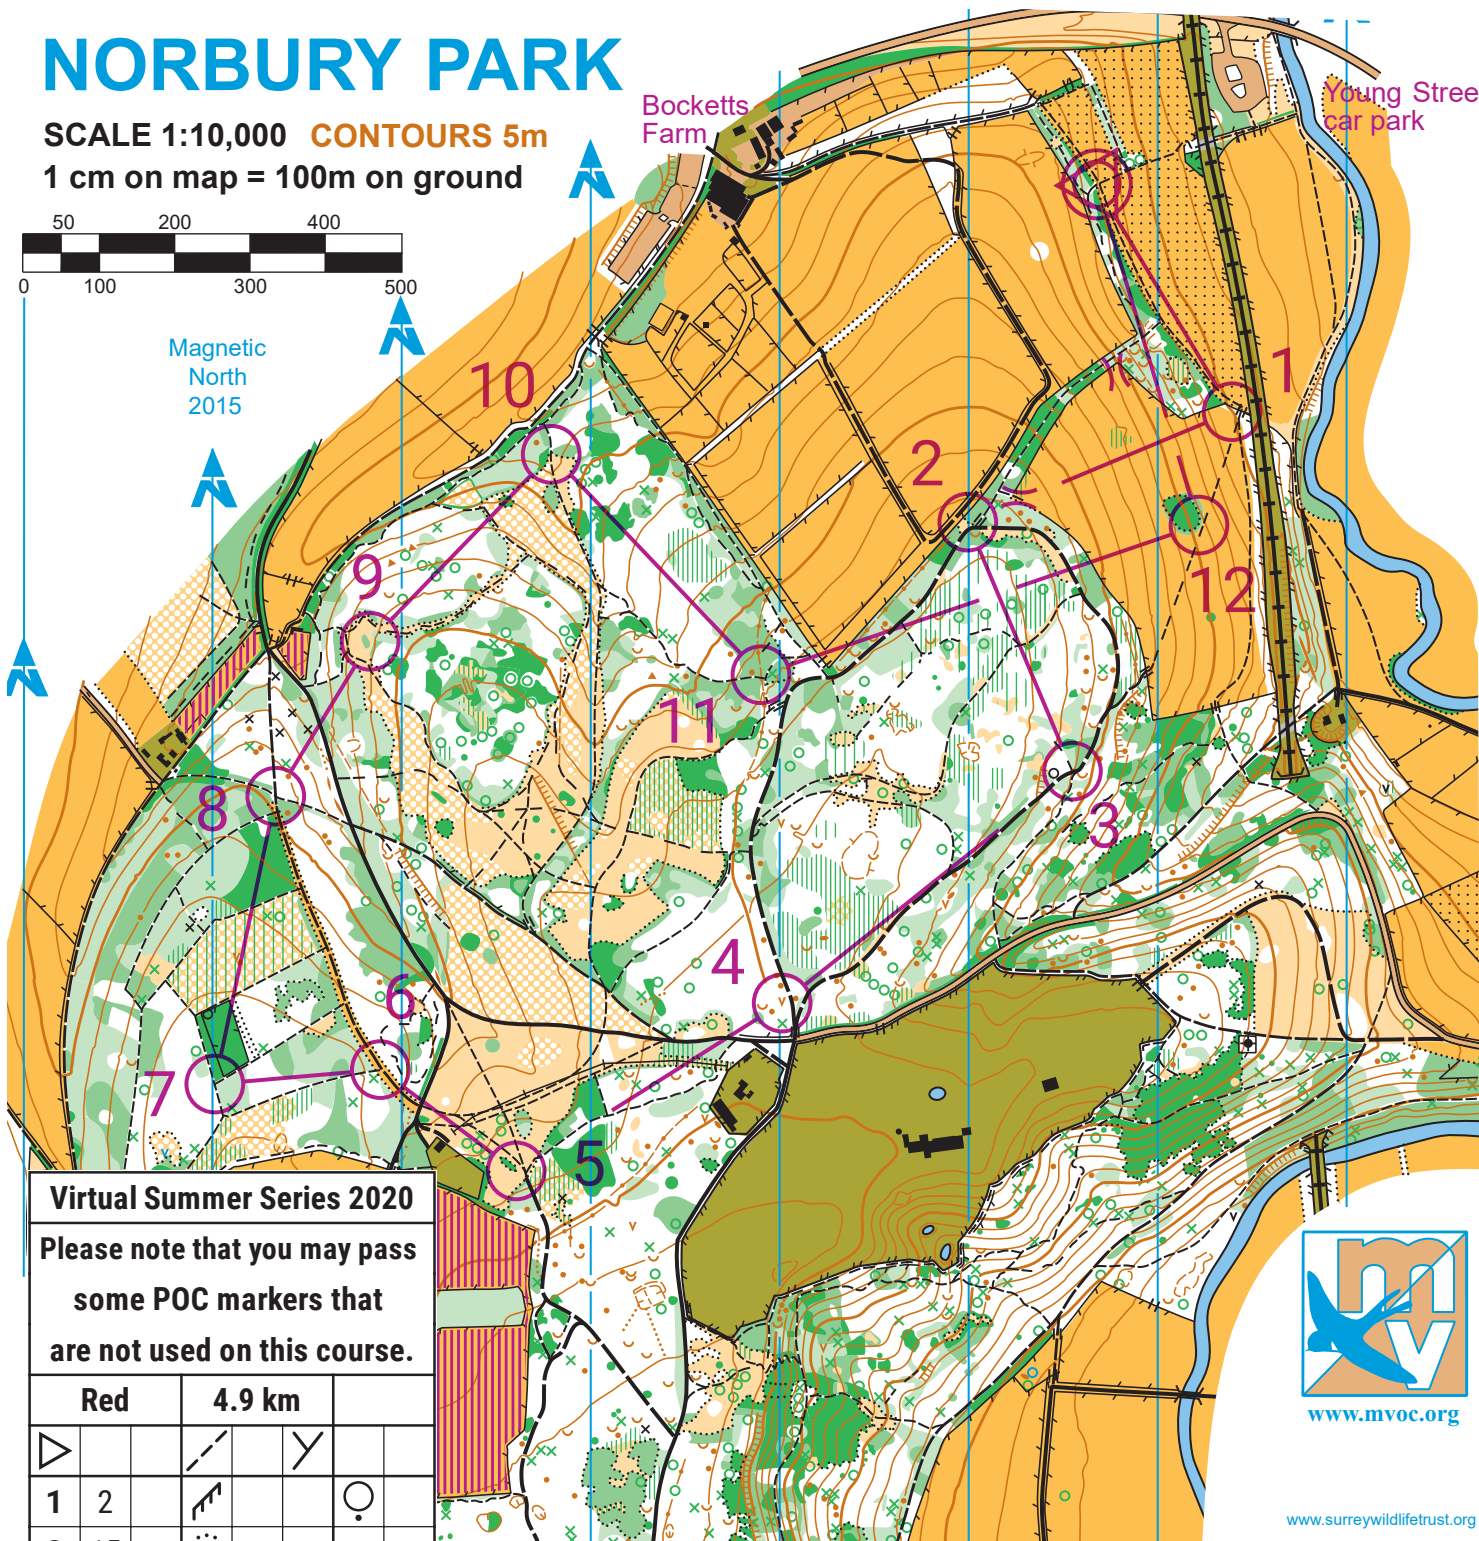 NORBURY PARK
SCALE 1:10,000 CONTOURS 5m
1 cm on map = 100m on ground
50 200 400
0 100 300 500
Magnetic
North
2015
Bocketts
Farm
Young Stree
car park
10
1
2
9
12
11
8
3
4
6
7
5
Virtual Summer Series 2020
Please note that you may pass
some POC markers that
are not used on this course.
Red 4.9 km
1 2
mv
www.mvoc.org
www.surreywildlifetrust.org